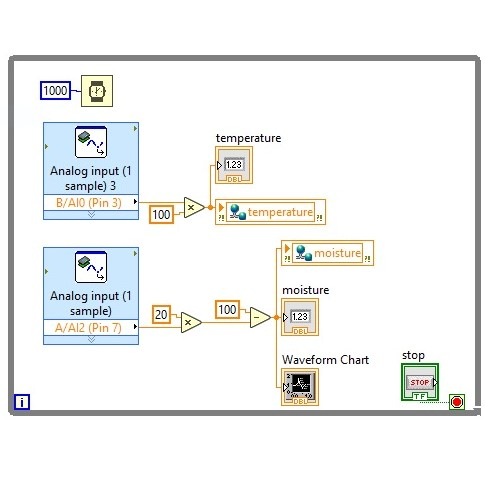 1000
Analog input (1
sample) 3
B/AI0 (Pin 3)
100
×
temperature
1.23
DBL
?!
temperature
?!
Analog input (1
sample)
A/AI2 (Pin 7)
20
×
100
−
?!
moisture
?!
moisture
1.23
DBL
Waveform Chart
DBL
stop
STOP
TF
i